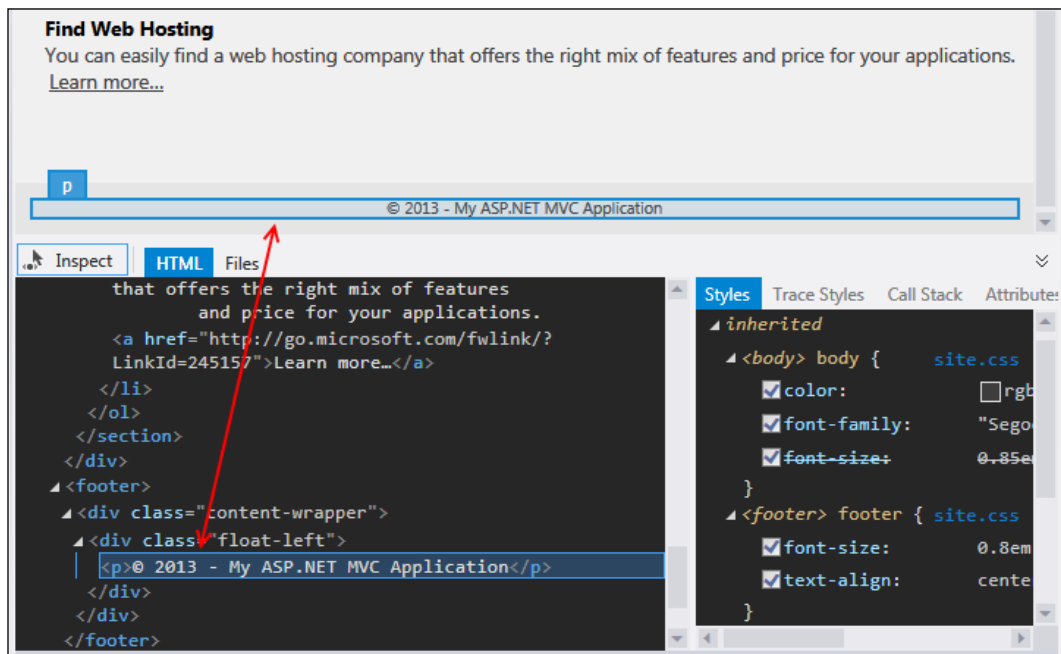 Find Web Hosting
You can easily find a web hosting company that offers the right mix of features and price for your applications.
Learn more...
p
© 2013 - My ASP.NET MVC Application
Inspect
HTML
Files
that offers the right mix of features
and price for your applications.
<a href="http://go.microsoft.com/fwlink/?
LinkId=245157">Learn more…</a>
</li>
</ol>
</section>
</div>
<footer>
<div class="content-wrapper">
<div class="float-left">
<p>© 2013 - My ASP.NET MVC Application</p>
</div>
</div>
</footer>
Styles
Trace Styles
Call Stack
Attributes
inherited
<body> body { site.css
color: rgb
font-family: "Sego
font-size: 0.85e
}
<footer> footer { site.css
font-size: 0.8em
text-align: cente
}